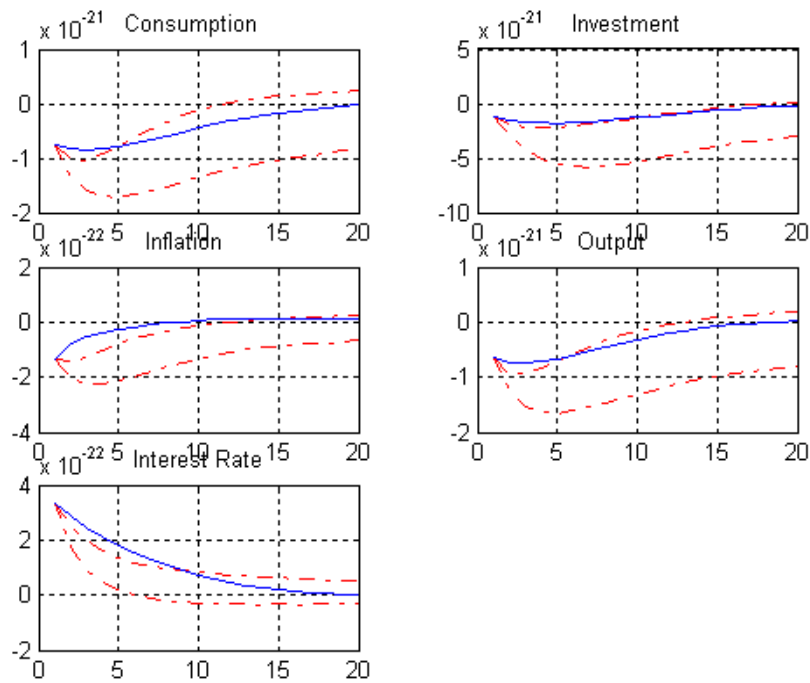 x 10^-21 Consumption
1
0
-1
-2
0 5 10 15 20
x 10^-21 Investment
5
0
-5
-10
0 5 10 15 20
x 10^-22 Inflation
2
0
-2
-4
0 5 10 15 20
x 10^-21 Output
1
0
-1
-2
0 5 10 15 20
x 10^-22 Interest Rate
4
2
0
-2
0 5 10 15 20